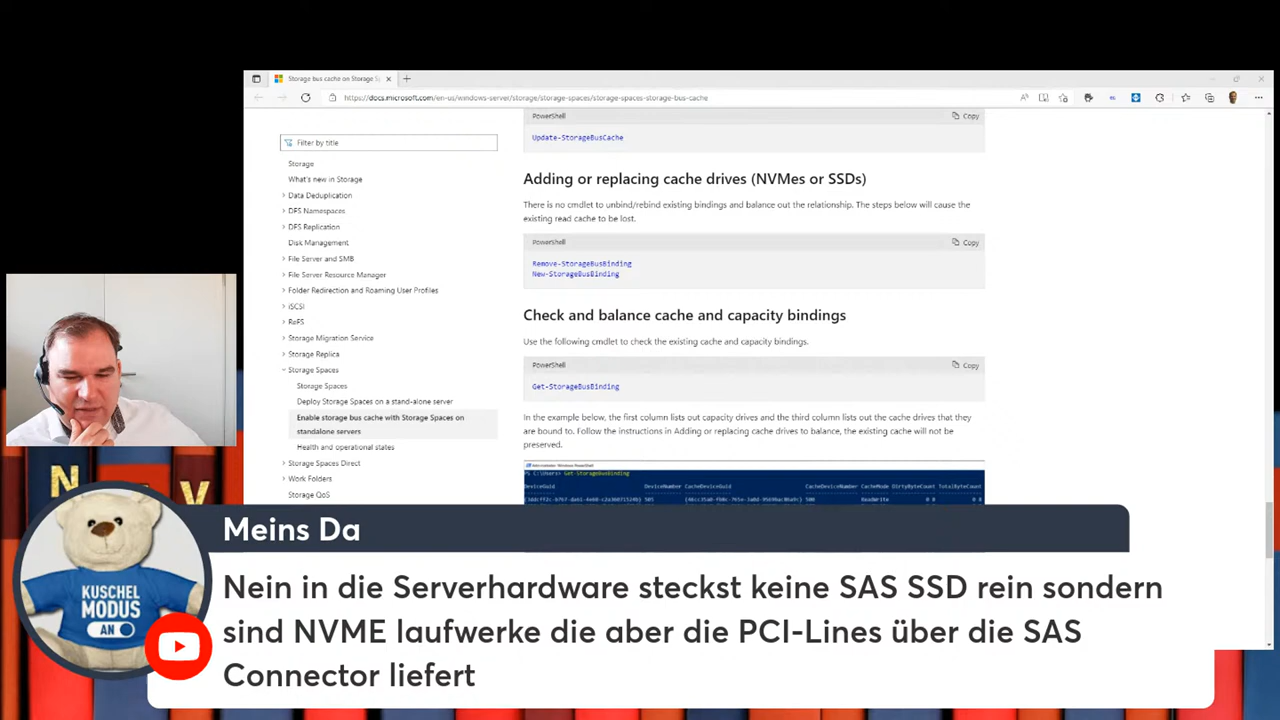 Storage bus cache on Storage Sp
https://docs.microsoft.com/en-us/windows-server/storage/storage-spaces/storage-spaces-storage-bus-cache
Filter by title
Storage
What's new in Storage
Data Deduplication
DFS Namespaces
DFS Replication
Disk Management
File Server and SMB
File Server Resource Manager
Folder Redirection and Roaming User Profiles
iSCSI
ReFS
Storage Migration Service
Storage Replica
Storage Spaces
Storage Spaces
Deploy Storage Spaces on a stand-alone server
Enable storage bus cache with Storage Spaces on
standalone servers
Health and operational states
Storage Spaces Direct
Work Folders
Storage QoS
PowerShell
Copy
Update-StorageBusCache
Adding or replacing cache drives (NVMes or SSDs)
There is no cmdlet to unbind/rebind existing bindings and balance out the relationship. The steps below will cause the
existing read cache to be lost.
PowerShell
Copy
Remove-StorageBusBinding
New-StorageBusBinding
Check and balance cache and capacity bindings
Use the following cmdlet to check the existing cache and capacity bindings.
PowerShell
Copy
Get-StorageBusBinding
In the example below, the first column lists out capacity drives and the third column lists out the cache drives that they
are bound to. Follow the instructions in Adding or replacing cache drives to balance, the existing cache will not be
preserved.
Get-StorageBusBinding
DeviceGuid DeviceNumber CacheDeviceGuid CacheDeviceNumber CacheMode DirtyByteCount TotalByteCount
N E V
KUSCHEL
MODUS
AN
Meins Da
Nein in die Serverhardware steckst keine SAS SSD rein sondern
sind NVME laufwerke die aber die PCI-Lines über die SAS
Connector liefert